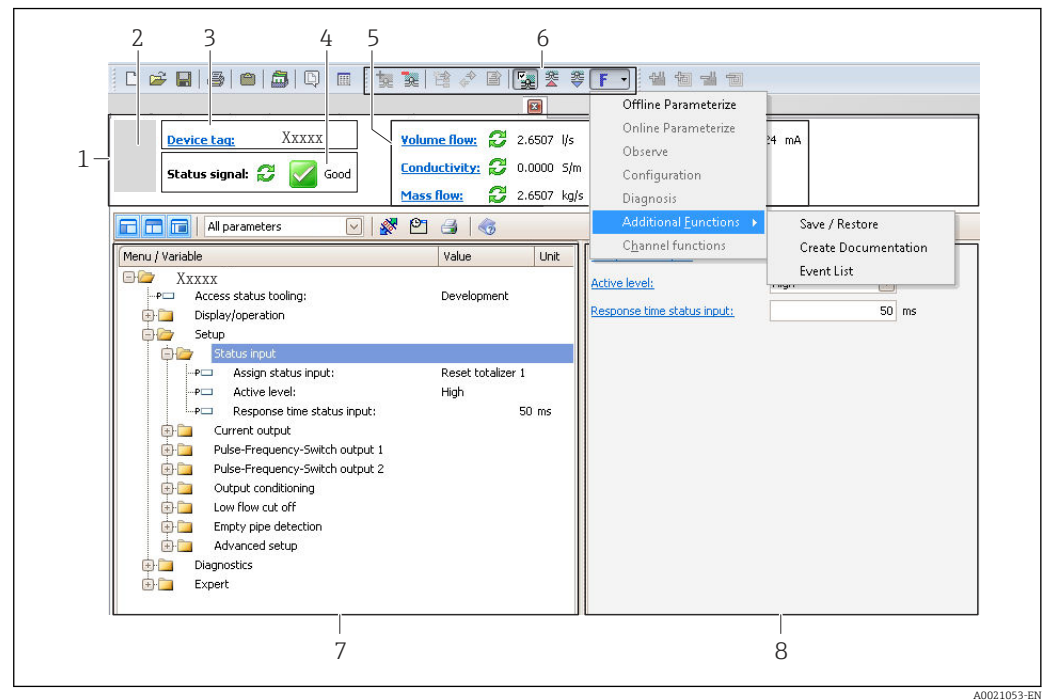 2 3 4 5 6
F
Offline Parameterize
Online Parameterize
Observe
Configuration
Diagnosis
Additional Functions
Channel functions
Save / Restore
Create Documentation
Event List
1
Device tag: Xxxxx
Status signal: Good
Volume flow: 2.6507 l/s
Conductivity: 0.0000 S/m
Mass flow: 2.6507 kg/s
24 mA
All parameters
Menu / Variable Value Unit
Xxxxx
Access status tooling: Development
Display/operation
Setup
Status input
Assign status input: Reset totalizer 1
Active level: High
Response time status input: 50 ms
Current output
Pulse-Frequency-Switch output 1
Pulse-Frequency-Switch output 2
Output conditioning
Low flow cut off
Empty pipe detection
Advanced setup
Diagnostics
Expert
Active level: High
Response time status input: 50 ms
7 8
A0021053-EN